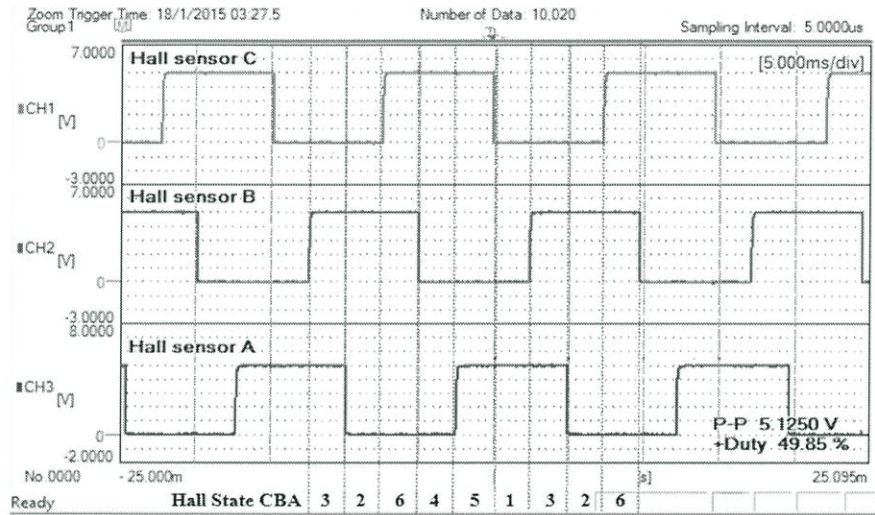 Zoom Trigger Time: 18/1/2015 03:27.5 Number of Data: 10,020
Group1 Sampling Interval: 5.0000us
7.0000 Hall sensor C [5.000ms/div]
CH1
[V]
0
-3.0000
7.0000
Hall sensor B
CH2
[V]
0
-3.0000
8.0000
Hall sensor A
CH3
[V]
P-P 5.1250 V
0
+Duty 49.85 %
-2.0000
No.0000 -25.000m s] 25.095m
Ready Hall State CBA 3 2 6 4 5 1 3 2 6